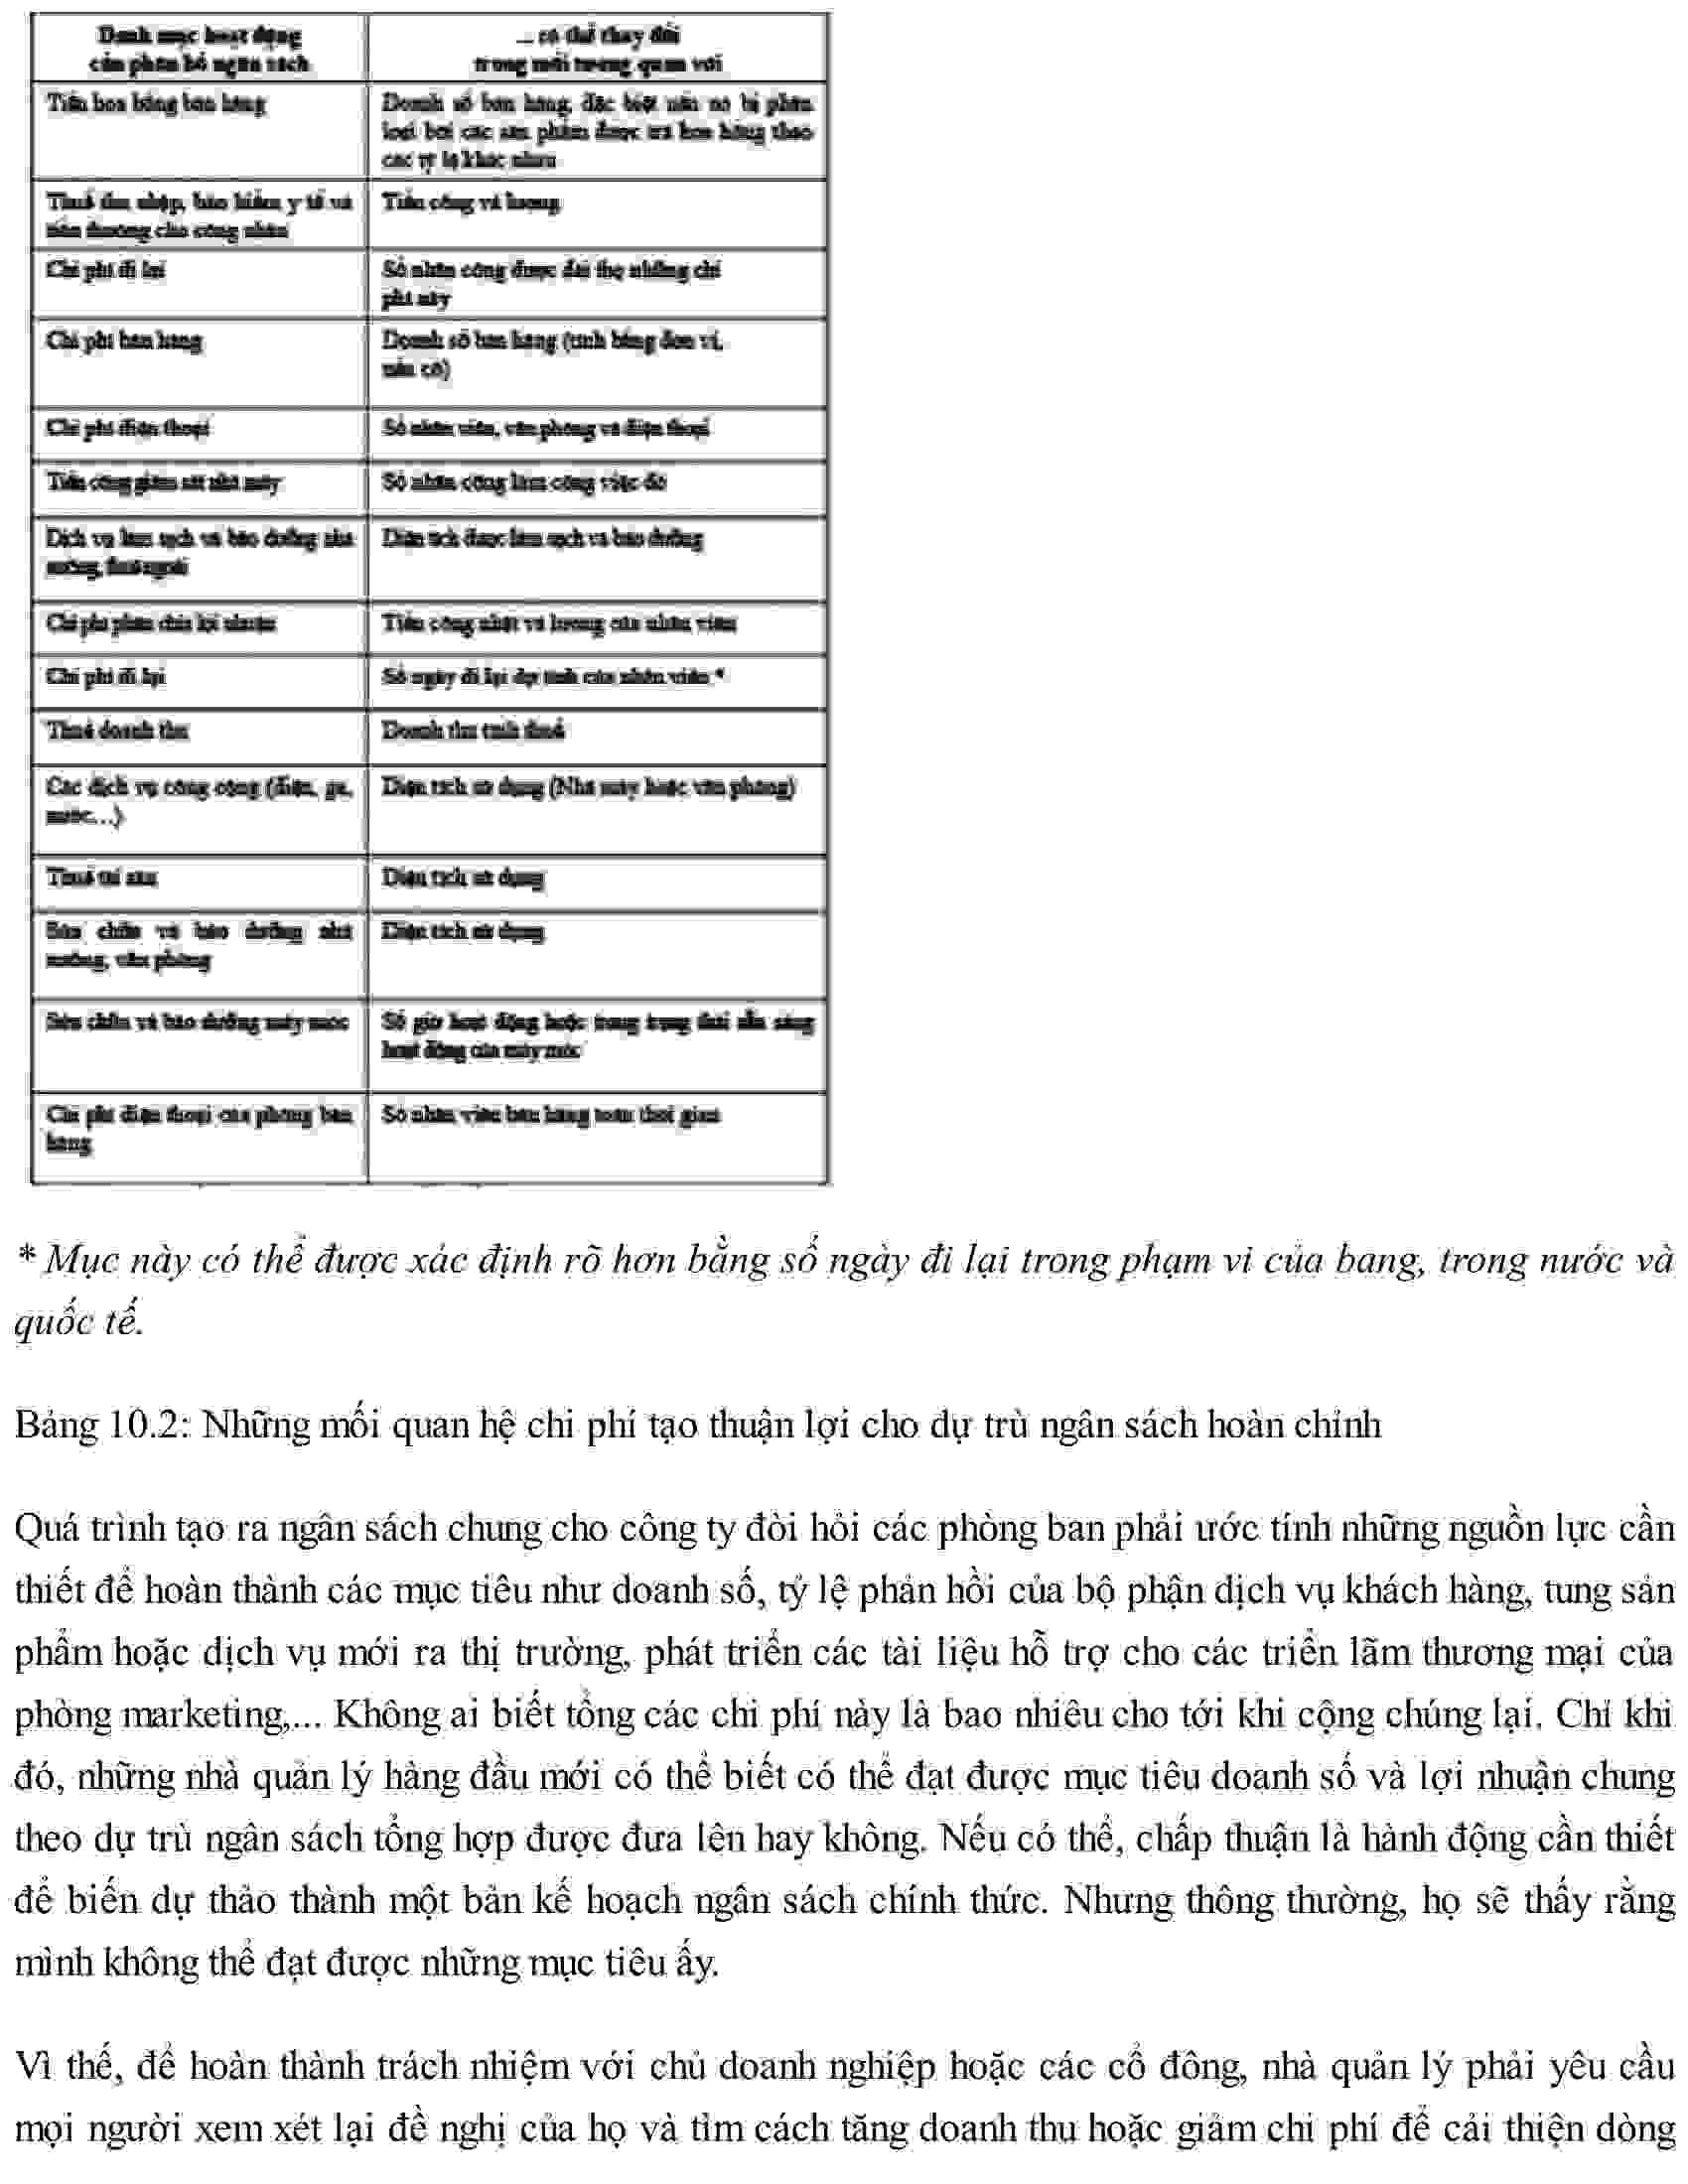 Danh mục hoạt động
cần phân bổ ngân sách
... có thể thay đổi
trong mối tương quan với
Tiền hoa hồng bán hàng
Doanh số bán hàng, đặc biệt nếu nó bị phân
loại bởi các sản phẩm được trả hoa hồng theo
các tỷ lệ khác nhau
Thuế thu nhập, bảo hiểm y tế và
tiền thưởng cho công nhân
Tiền công và lương
Chi phí đi lại
Số nhân công được đài thọ những chi
phí này
Chi phí bán hàng
Doanh số bán hàng (tính bằng đơn vị,
nếu có)
Chi phí điện thoại
Số nhân viên, văn phòng và điện thoại
Tiền công giám sát nhà máy
Số nhân công làm công việc đó
Dịch vụ làm sạch và bảo dưỡng nhà
xưởng, thuê ngoài
Diện tích được làm sạch và bảo dưỡng
Chi phí phân chia lợi nhuận
Tiền công nhật và lương của nhân viên
Chi phí đi lại
Số ngày đi lại dự tính của nhân viên *
Thuế doanh thu
Doanh thu tính thuế
Các dịch vụ công cộng (điện, ga,
nước...)
Diện tích sử dụng (Nhà máy hoặc văn phòng)
Thuế tài sản
Diện tích sử dụng
Sửa chữa và bảo dưỡng nhà
xưởng, văn phòng
Diện tích sử dụng
Sửa chữa và bảo dưỡng máy móc
Số giờ hoạt động hoặc trong trạng thái sẵn sàng
hoạt động của máy móc
Chi phí điện thoại của phòng bán
hàng
Số nhân viên bán hàng toàn thời gian
* Mục này có thể được xác định rõ hơn bằng số ngày đi lại trong phạm vi của bang, trong nước và
quốc tế.
Bảng 10.2: Những mối quan hệ chi phí tạo thuận lợi cho dự trù ngân sách hoàn chỉnh
Quá trình tạo ra ngân sách chung cho công ty đòi hỏi các phòng ban phải ước tính những nguồn lực cần
thiết để hoàn thành các mục tiêu như doanh số, tỷ lệ phản hồi của bộ phận dịch vụ khách hàng, tung sản
phẩm hoặc dịch vụ mới ra thị trường, phát triển các tài liệu hỗ trợ cho các triển lãm thương mại của
phòng marketing,... Không ai biết tổng các chi phí này là bao nhiêu cho tới khi cộng chúng lại. Chỉ khi
đó, những nhà quản lý hàng đầu mới có thể biết có thể đạt được mục tiêu doanh số và lợi nhuận chung
theo dự trù ngân sách tổng hợp được đưa lên hay không. Nếu có thể, chấp thuận là hành động cần thiết
để biến dự thảo thành một bản kế hoạch ngân sách chính thức. Nhưng thông thường, họ sẽ thấy rằng
mình không thể đạt được những mục tiêu ấy.
Vì thế, để hoàn thành trách nhiệm với chủ doanh nghiệp hoặc các cổ đông, nhà quản lý phải yêu cầu
mọi người xem xét lại đề nghị của họ và tìm cách tăng doanh thu hoặc giảm chi phí để cải thiện dòng